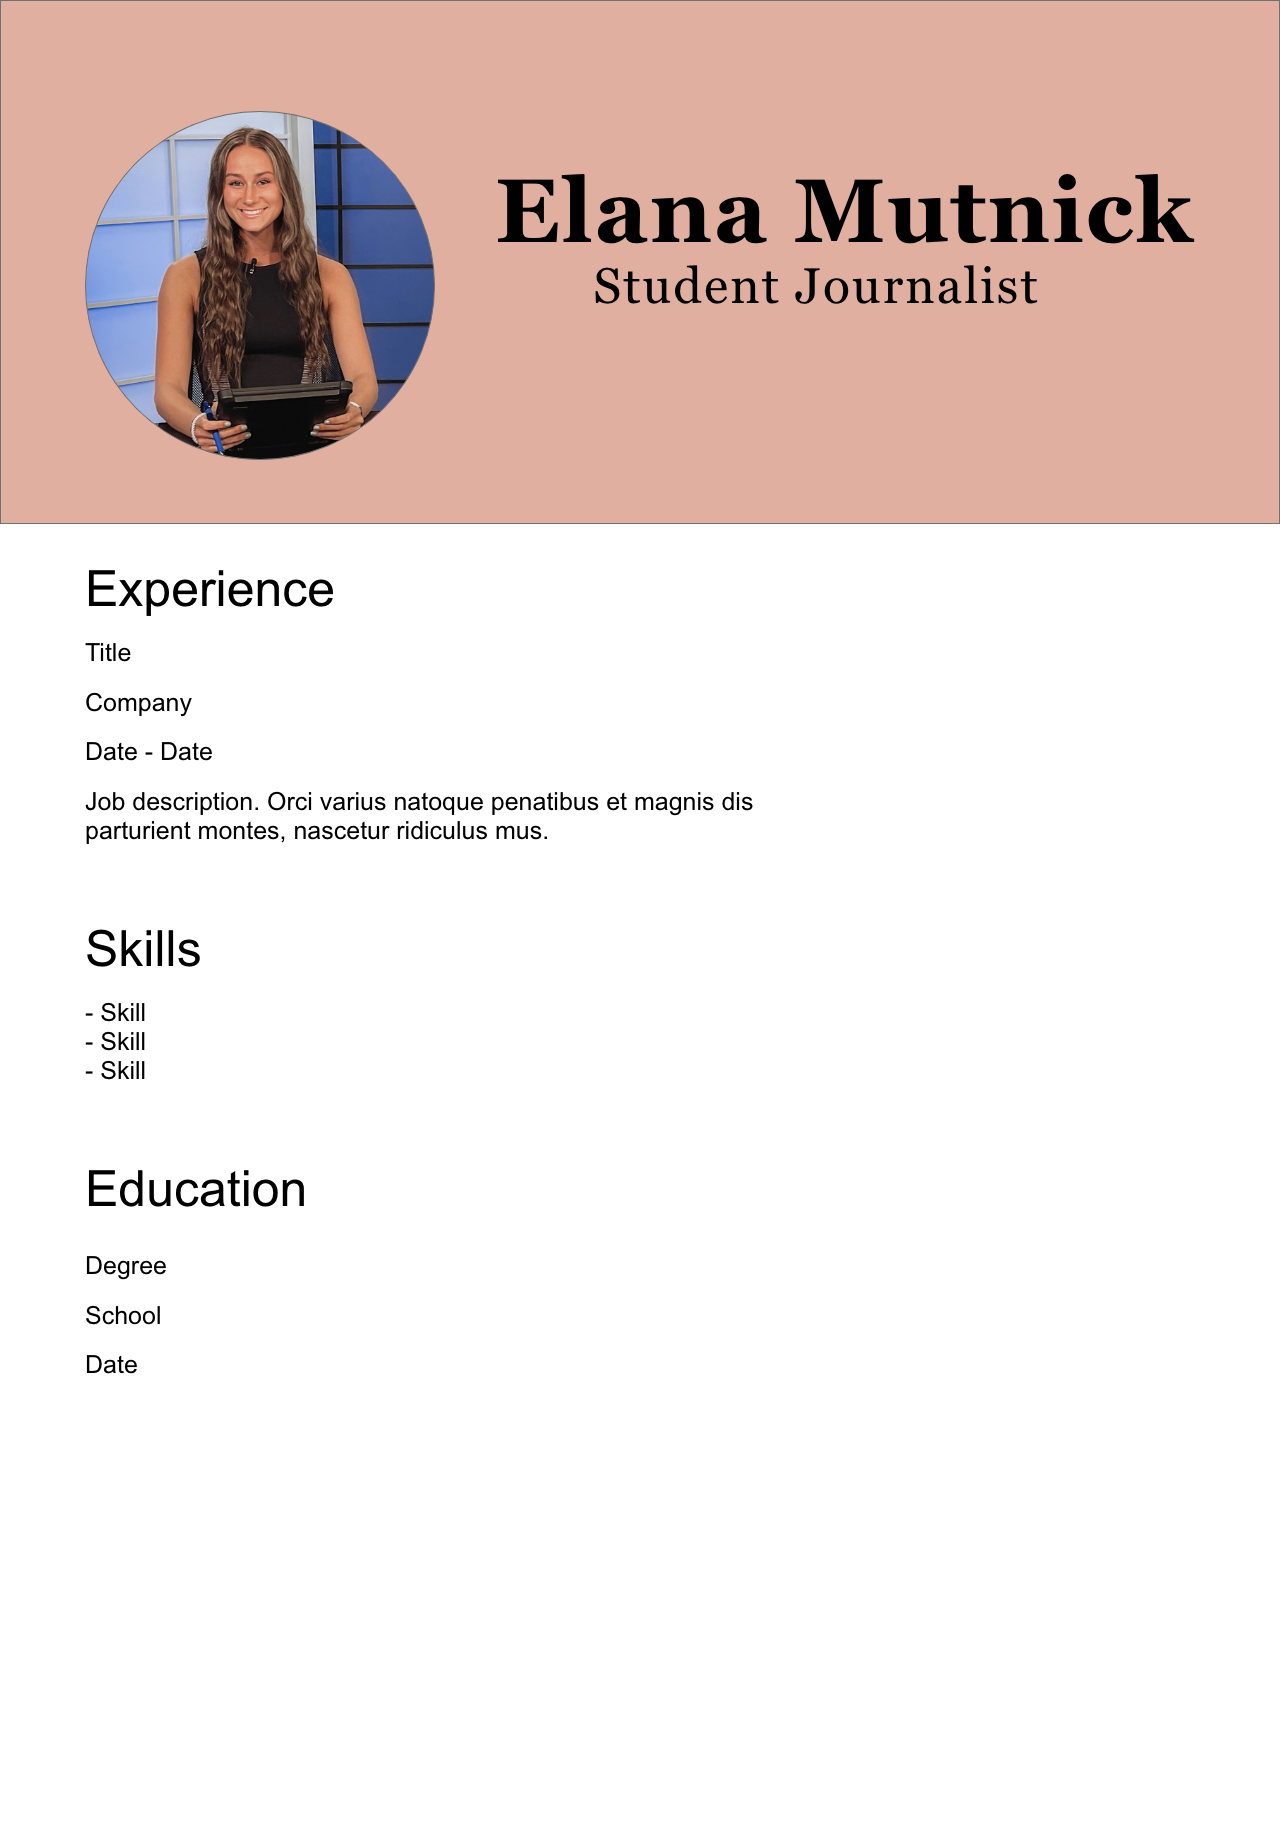 Elana Mutnick
Student Journalist
Experience
Title
Company
Date - Date
Job description. Orci varius natoque penatibus et magnis dis
parturient montes, nascetur ridiculus mus.
Skills
- Skill
- Skill
- Skill
Education
Degree
School
Date